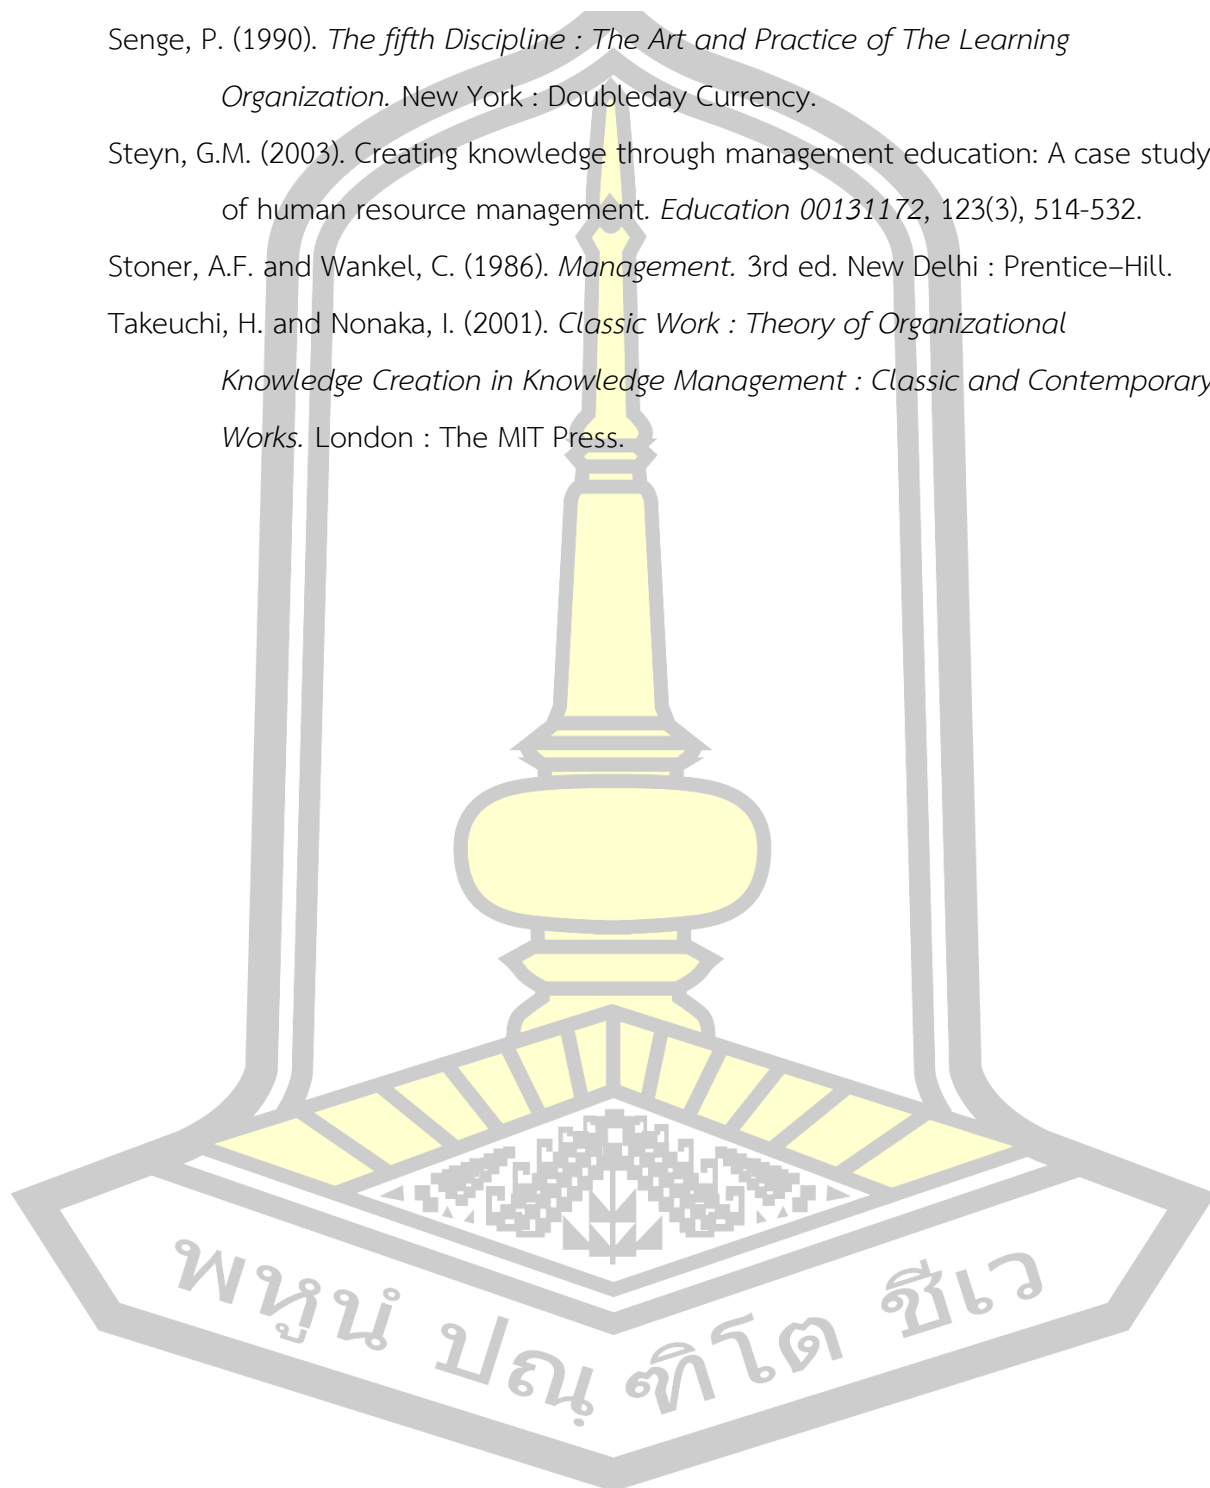 Senge, P. (1990). The fifth Discipline : The Art and Practice of The Learning
Organization. New York : Doubleday Currency.
Steyn, G.M. (2003). Creating knowledge through management education: A case study
of human resource management. Education 00131172, 123(3), 514-532.
Stoner, A.F. and Wankel, C. (1986). Management. 3rd ed. New Delhi : Prentice–Hill.
Takeuchi, H. and Nonaka, I. (2001). Classic Work : Theory of Organizational
Knowledge Creation in Knowledge Management : Classic and Contemporary
Works. London : The MIT Press.
พหูนํ ปณฺฑิโต ชีเว